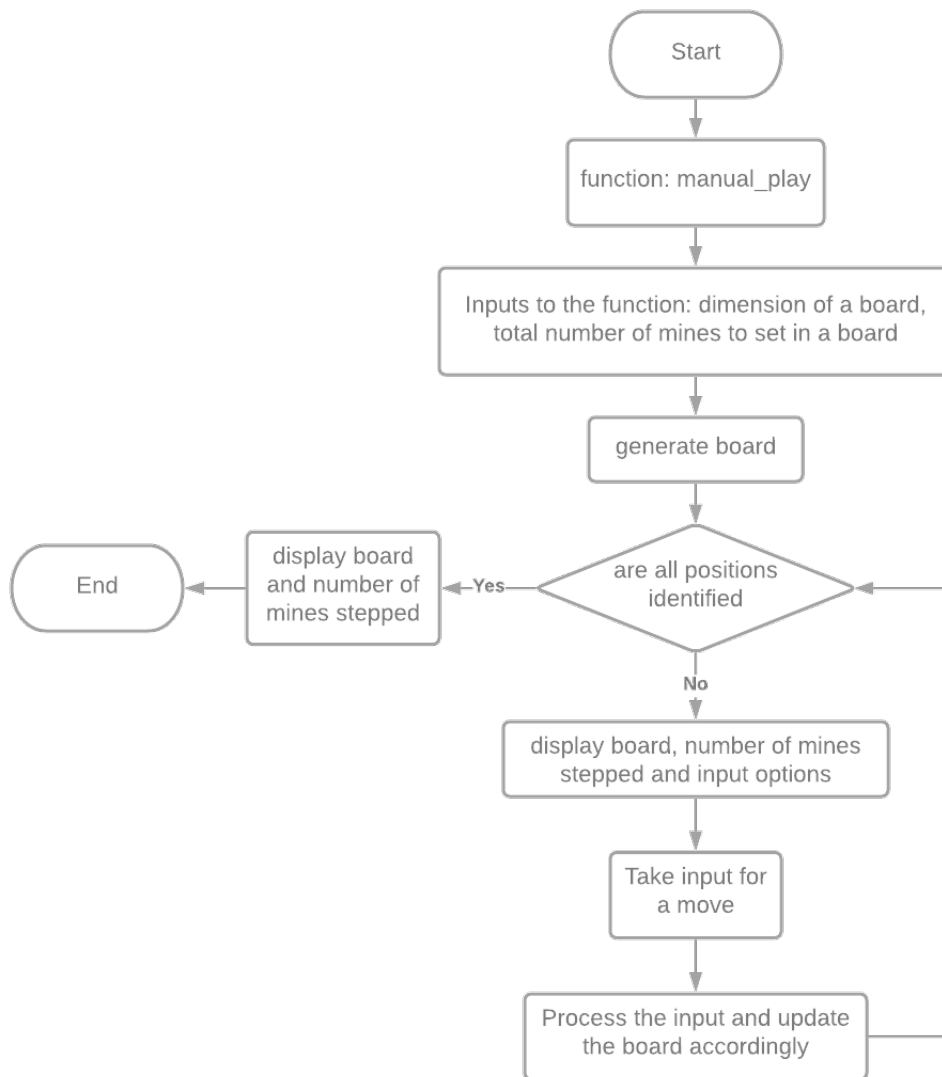 Start
function: manual_play
Inputs to the function: dimension of a board,
total number of mines to set in a board
generate board
are all positions
identified
Yes
display board
and number of
mines stepped
End
No
display board, number of mines
stepped and input options
Take input for
a move
Process the input and update
the board accordingly